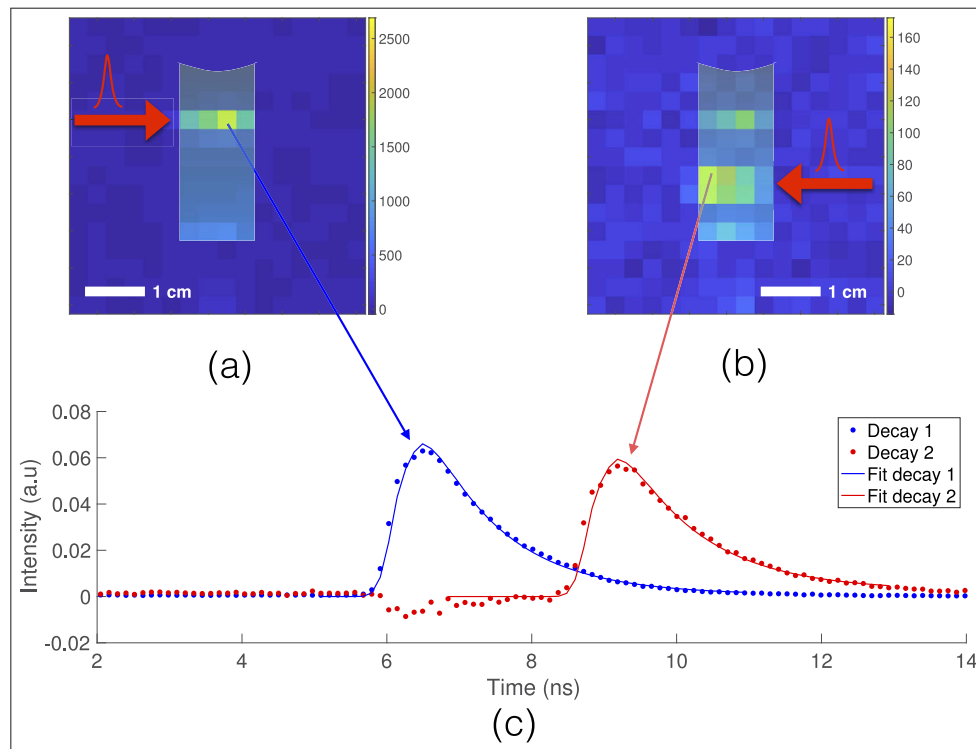 2500
2000
1500
1000
500
0
1 cm
(a)
160
140
120
100
80
60
40
20
0
1 cm
(b)
0.08
0.06
0.04
0.02
0
-0.02
Intensity (a.u)
Decay 1
Decay 2
Fit decay 1
Fit decay 2
2 4 6 8 10 12 14
Time (ns)
(c)